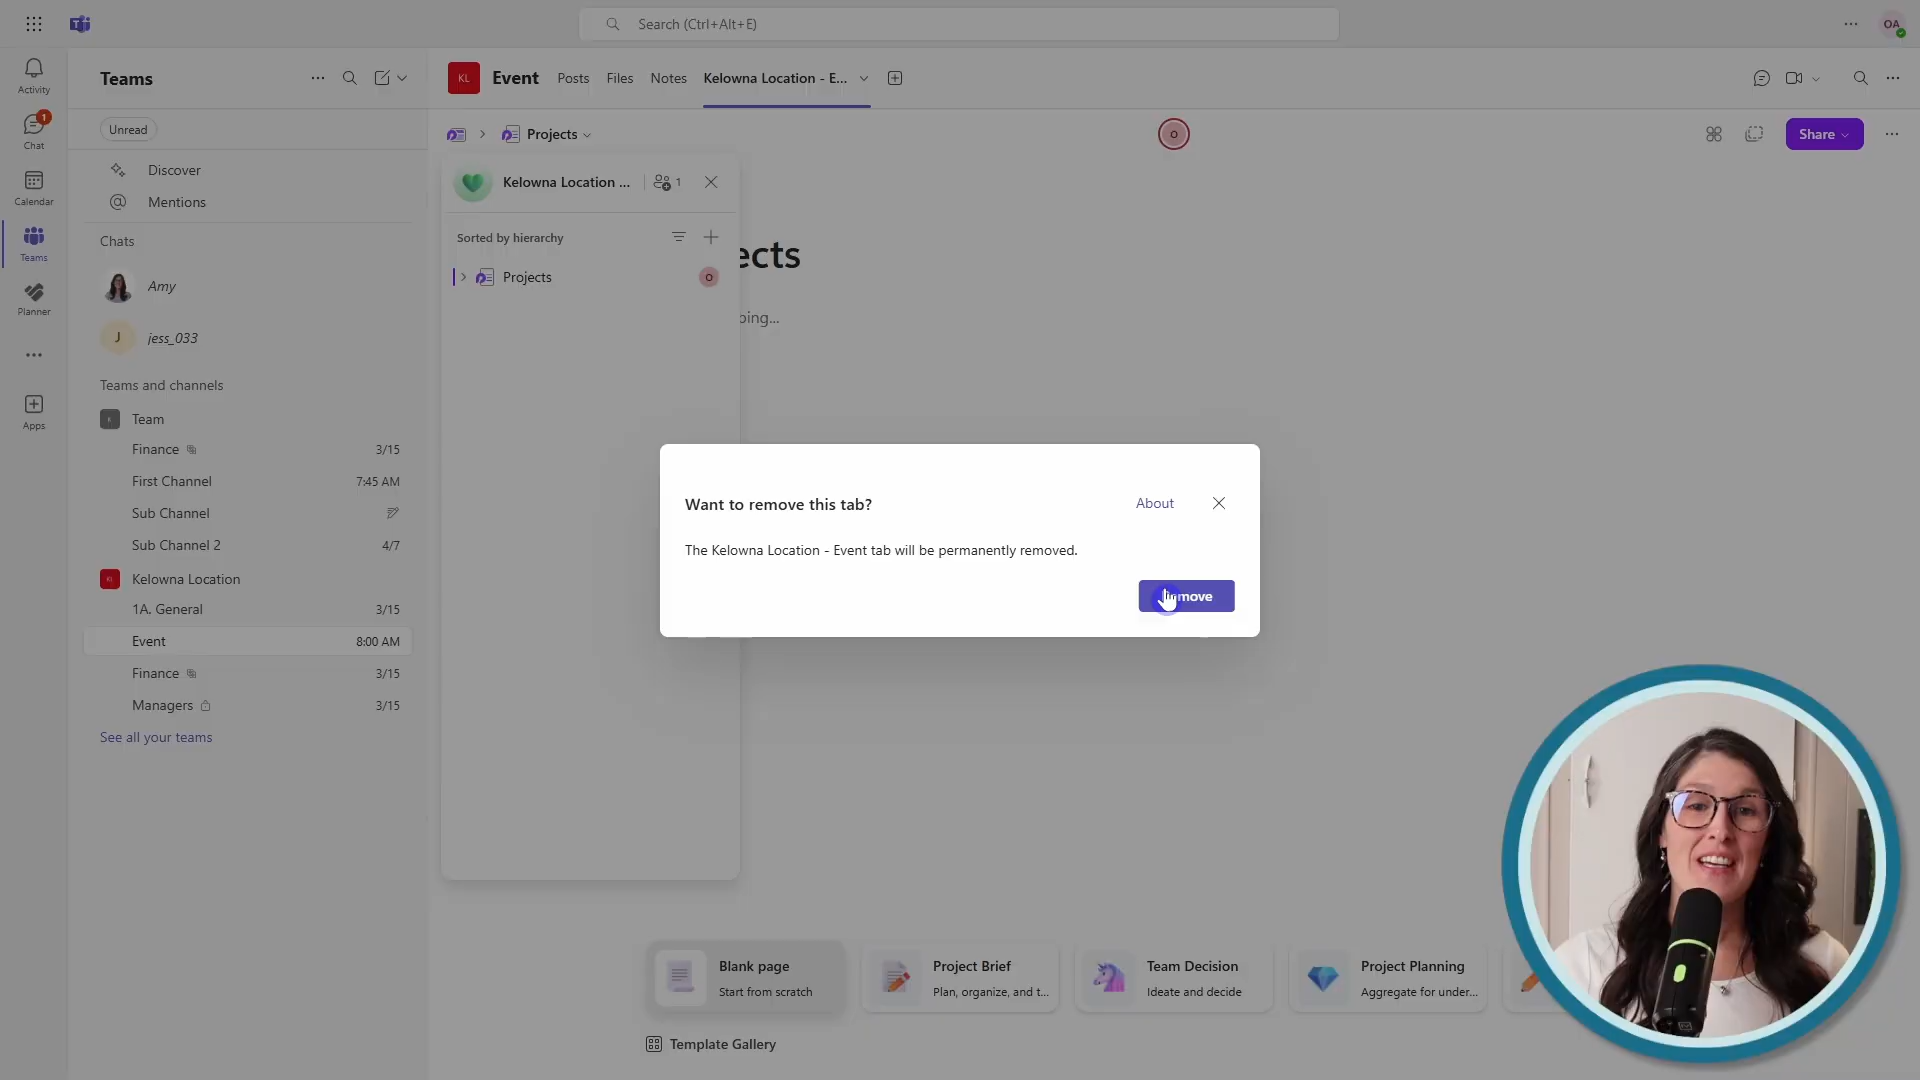 Search (Ctrl+Alt+E)
OA
Activity
1
Chat
Calendar
Teams
Planner
Apps
Teams
Unread
Discover
Mentions
Chats
Amy
J
jess_033
Teams and channels
Team
Finance 3/15
First Channel 7:45 AM
Sub Channel
Sub Channel 2 4/7
KL Kelowna Location
1A. General 3/15
Event 8:00 AM
Finance 3/15
Managers 3/15
See all your teams
KL Event Posts Files Notes Kelowna Location - E...
Projects
O
Share
Kelowna Location ... 1
Sorted by hierarchy
Projects O
ects
ping...
Want to remove this tab? About
The Kelowna Location - Event tab will be permanently removed.
move
Blank page
Start from scratch
Project Brief
Plan, organize, and t...
Team Decision
Ideate and decide
Project Planning
Aggregate for under...
Template Gallery